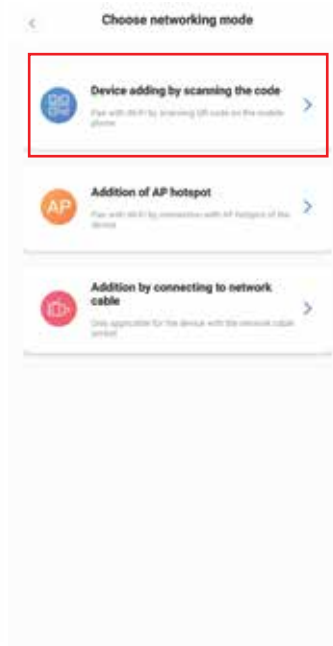 Choose networking mode
Device adding by scanning the code
Pair with Wi-Fi by scanning QR code on the mobile
phone
AP
Addition of AP hotspot
Pair with Wi-Fi by connection with AP hotspot of the
device
Addition by connecting to network
cable
Only applicable for the device with the network cable
socket